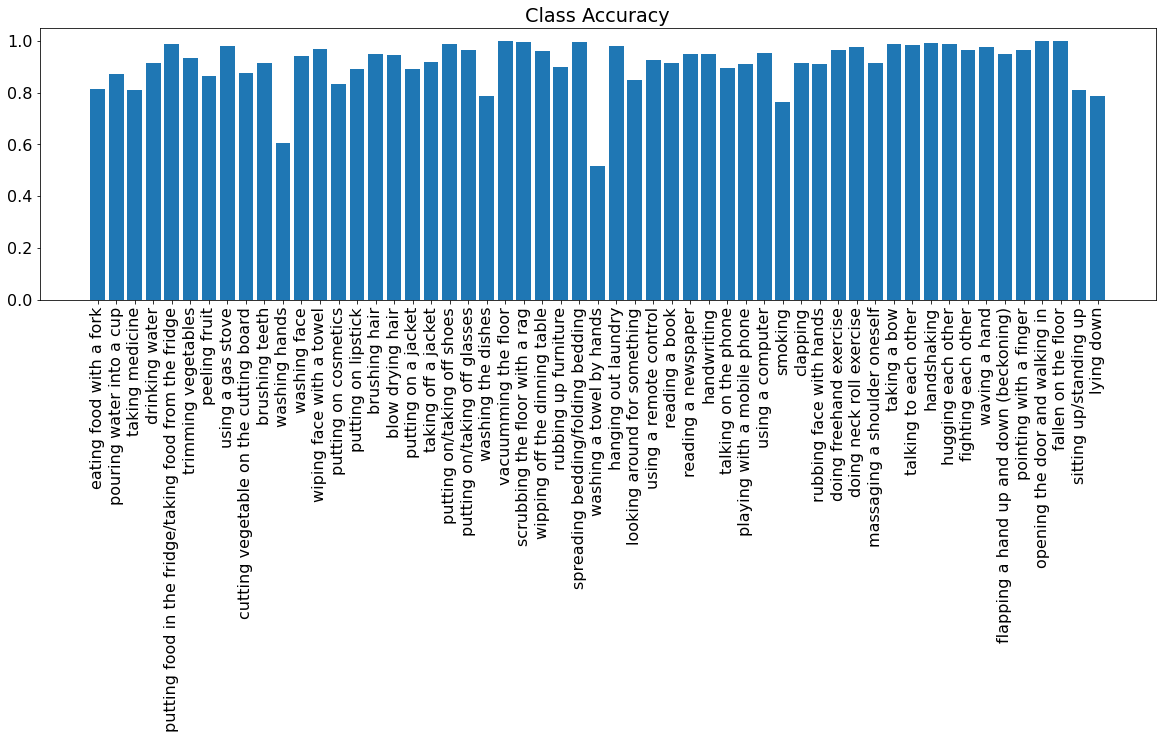 Class Accuracy
1.0
0.8
0.6
0.4
0.2
0.0
eating food with a fork
pouring water into a cup
taking medicine
drinking water
putting food in the fridge/taking food from the fridge
trimming vegetables
peeling fruit
using a gas stove
cutting vegetable on the cutting board
brushing teeth
washing hands
washing face
wiping face with a towel
putting on cosmetics
putting on lipstick
brushing hair
blow drying hair
putting on a jacket
taking off a jacket
putting on/taking off shoes
putting on/taking off glasses
washing the dishes
vacuumming the floor
scrubbing the floor with a rag
wipping off the dinning table
rubbing up furniture
spreading bedding/folding bedding
washing a towel by hands
hanging out laundry
looking around for something
using a remote control
reading a book
reading a newspaper
handwriting
talking on the phone
playing with a mobile phone
using a computer
smoking
clapping
rubbing face with hands
doing freehand exercise
doing neck roll exercise
massaging a shoulder oneself
taking a bow
talking to each other
handshaking
hugging each other
fighting each other
waving a hand
flapping a hand up and down (beckoning)
pointing with a finger
opening the door and walking in
fallen on the floor
sitting up/standing up
lying down